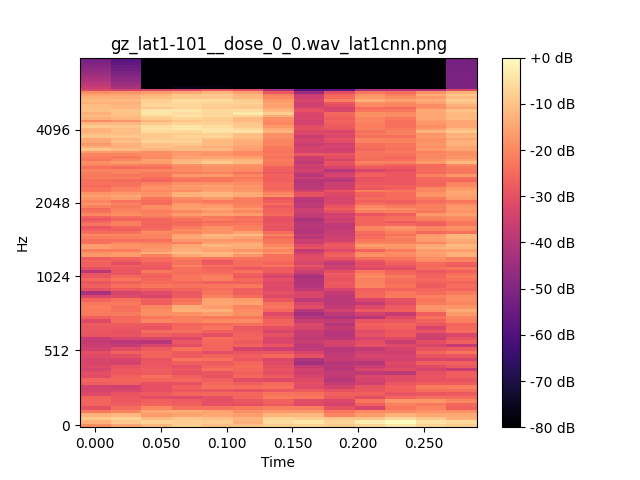 gz_lat1-101__dose_0_0.wav_lat1cnn.png
Hz
4096
2048
1024
512
0
0.000 0.050 0.100 0.150 0.200 0.250
Time
+0 dB
-10 dB
-20 dB
-30 dB
-40 dB
-50 dB
-60 dB
-70 dB
-80 dB